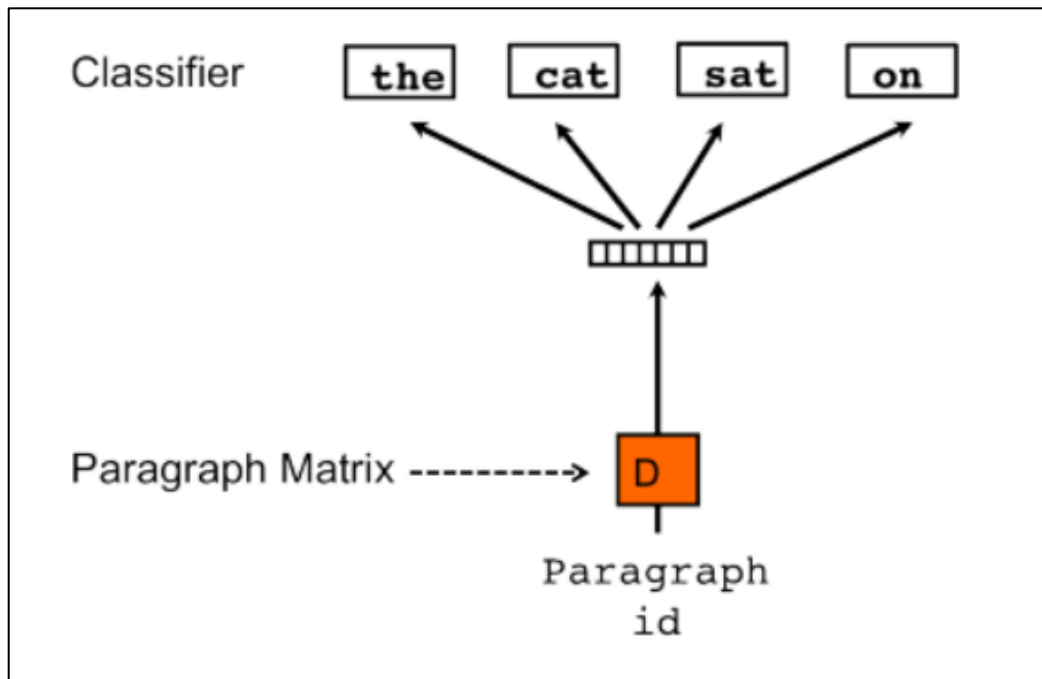 Classifier the cat sat on
Paragraph Matrix D
Paragraph
id